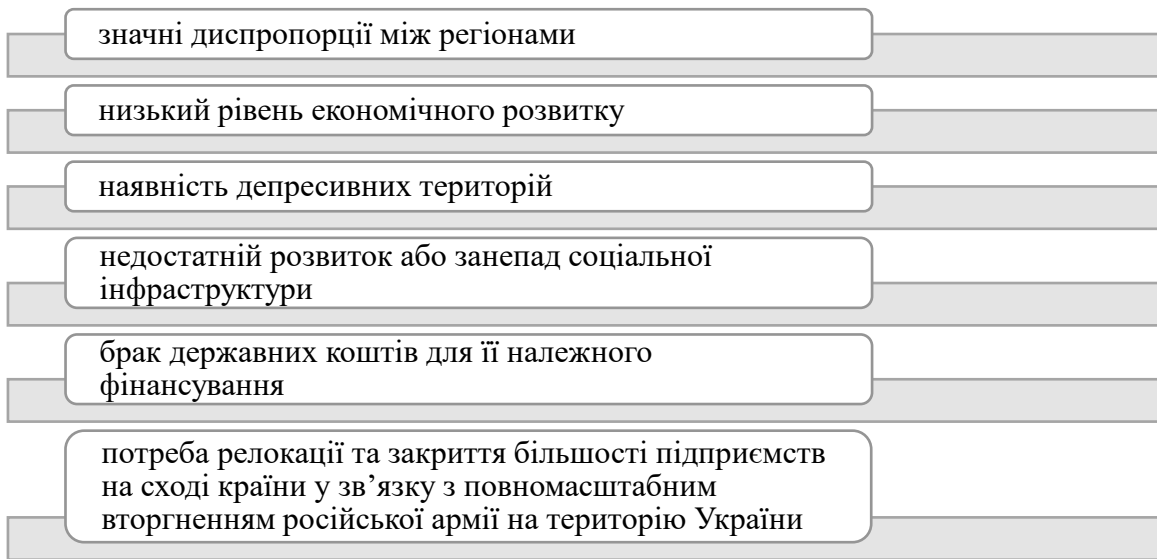 значні диспропорції між регіонами
низький рівень економічного розвитку
наявність депресивних територій
недостатній розвиток або занепад соціальної
інфраструктури
брак державних коштів для її належного
фінансування
потреба релокації та закриття більшості підприємств
на сході країни у зв’язку з повномасштабним
вторгненням російської армії на територію України